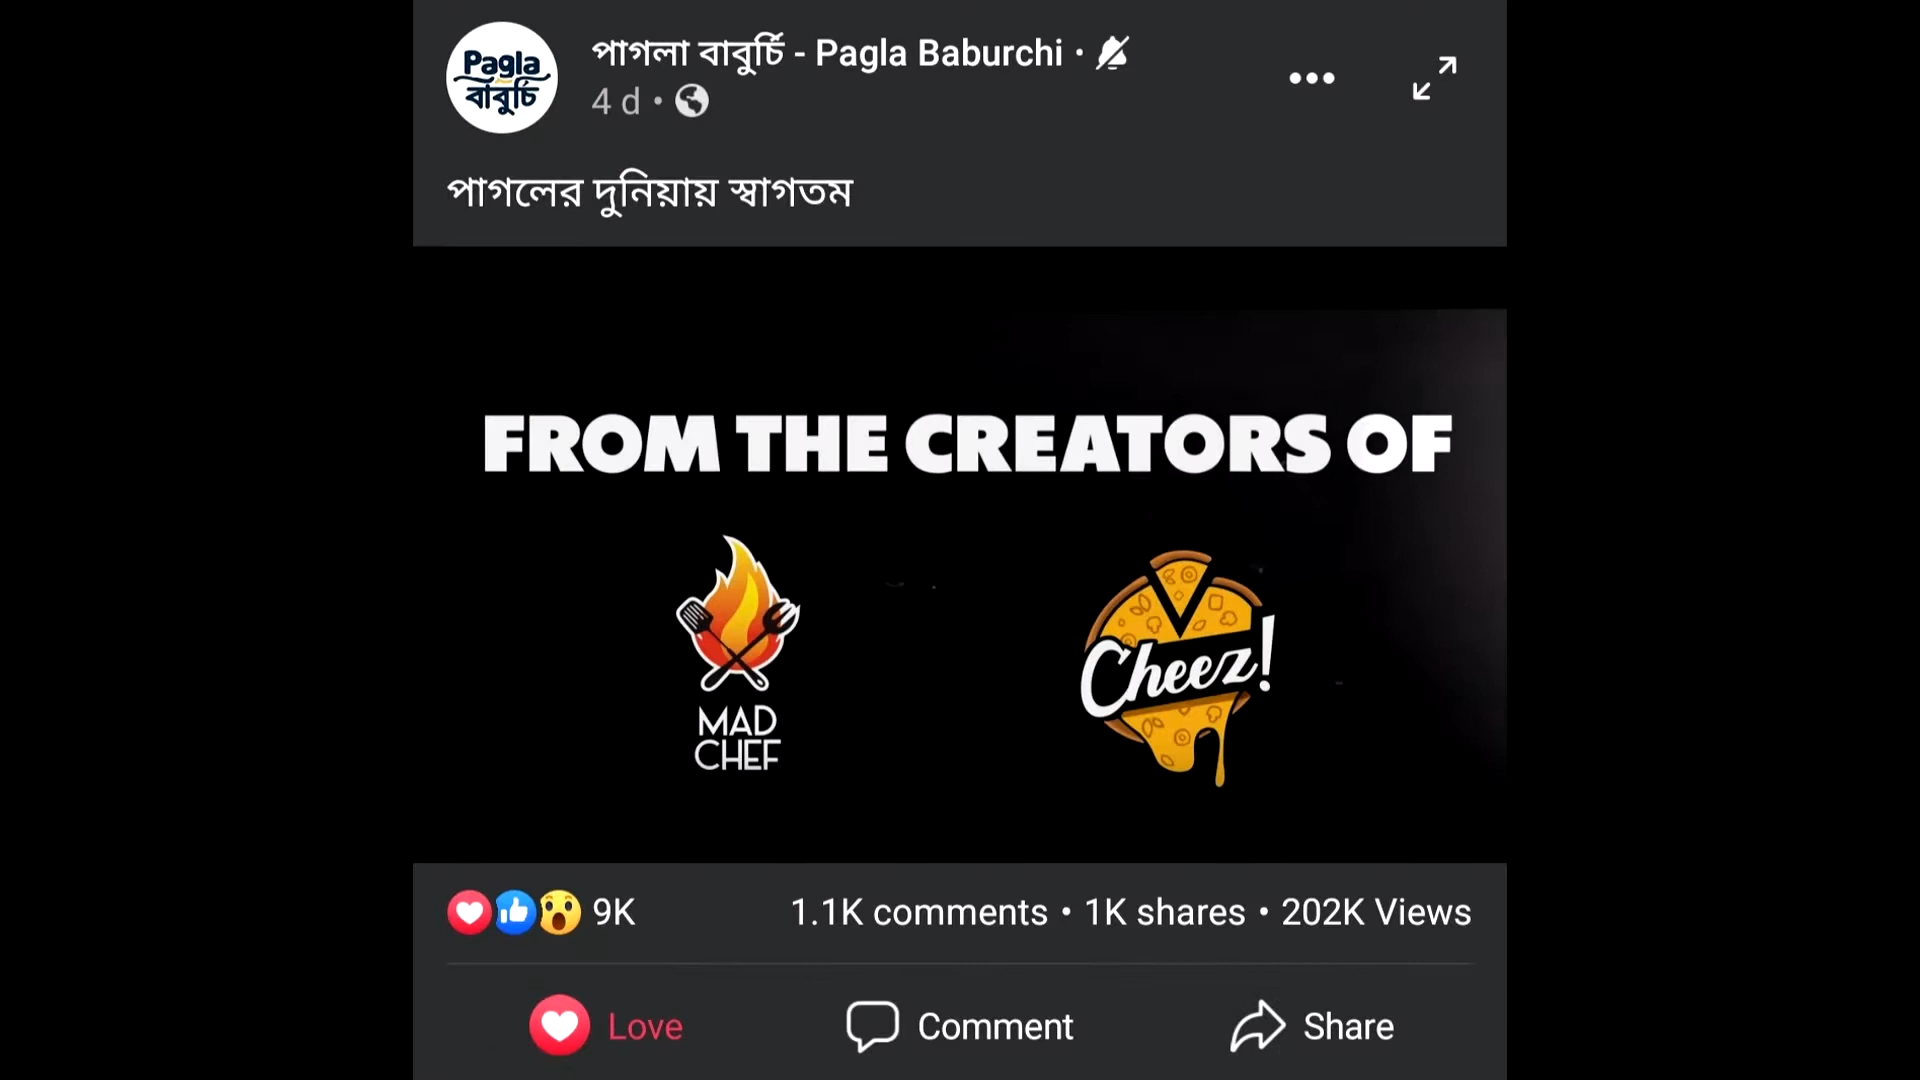 Pagla
বাবুর্চি
পাগলা বাবুর্চি - Pagla Baburchi ·
4 d ·
পাগলের দুনিয়ায় স্বাগতম
FROM THE CREATORS OF
MAD
CHEF
Cheez!
9K
1.1K comments • 1K shares • 202K Views
Love
Comment
Share